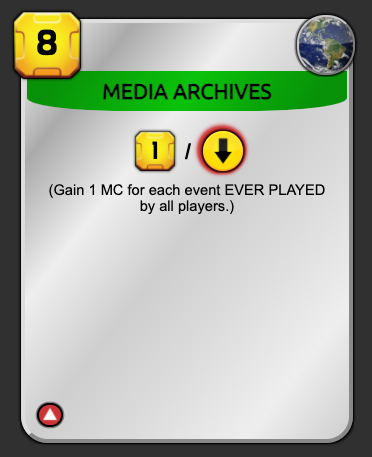 8
MEDIA ARCHIVES
1 /
(Gain 1 MC for each event EVER PLAYED
by all players.)